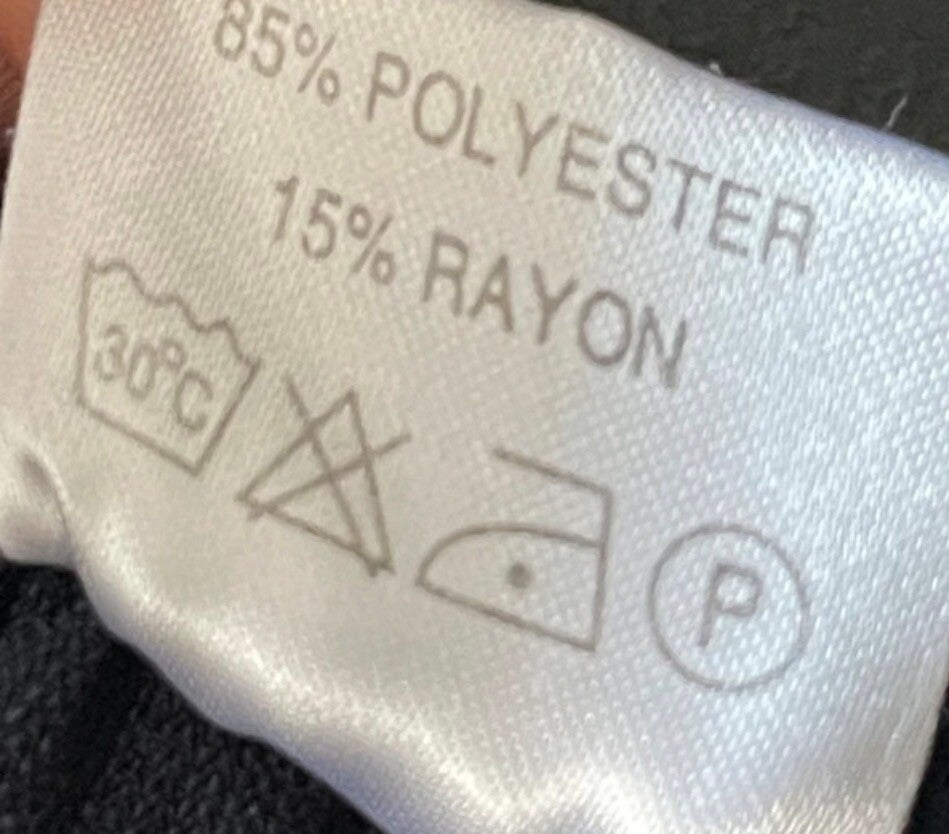 85% POLYESTER
15% RAYON
30°C
P